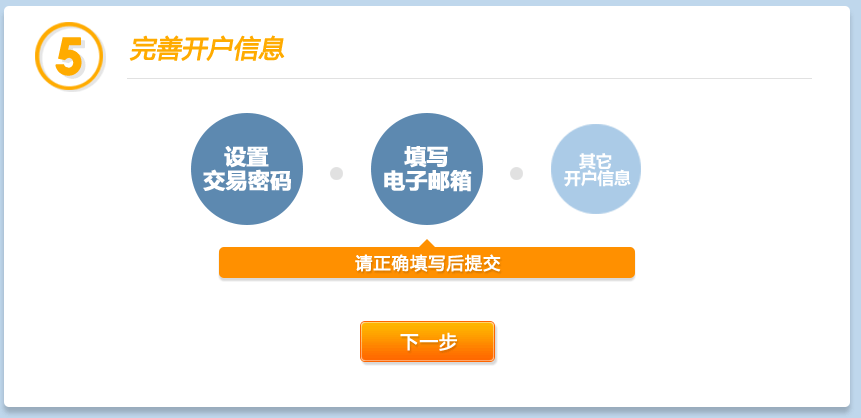 5
完善开户信息
设置
交易密码
填写
电子邮箱
其它
开户信息
请正确填写后提交
下一步